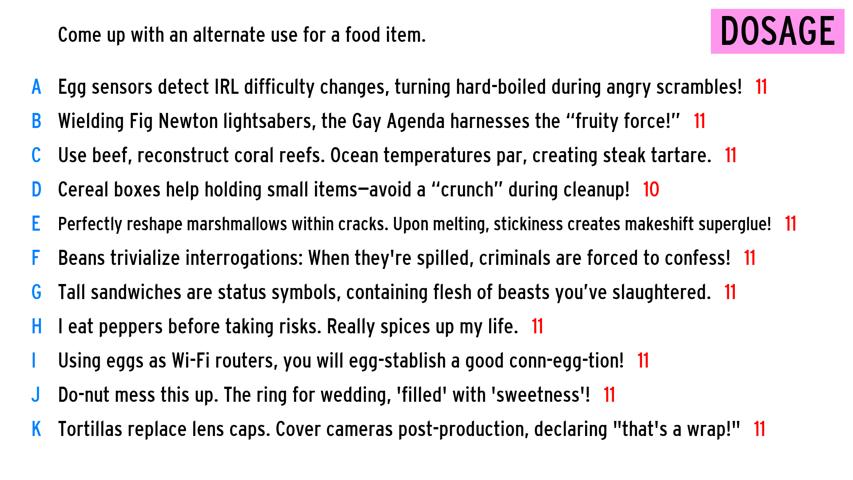 Come up with an alternate use for a food item.
DOSAGE
A Egg sensors detect IRL difficulty changes, turning hard-boiled during angry scrambles! 11
B Wielding Fig Newton lightsabers, the Gay Agenda harnesses the “fruity force!” 11
C Use beef, reconstruct coral reefs. Ocean temperatures par, creating steak tartare. 11
D Cereal boxes help holding small items—avoid a “crunch” during cleanup! 10
E Perfectly reshape marshmallows within cracks. Upon melting, stickiness creates makeshift superglue! 11
F Beans trivialize interrogations: When they're spilled, criminals are forced to confess! 11
G Tall sandwiches are status symbols, containing flesh of beasts you’ve slaughtered. 11
H I eat peppers before taking risks. Really spices up my life. 11
I Using eggs as Wi-Fi routers, you will egg-stablish a good conn-egg-tion! 11
J Do-nut mess this up. The ring for wedding, 'filled' with 'sweetness'! 11
K Tortillas replace lens caps. Cover cameras post-production, declaring "that's a wrap!" 11